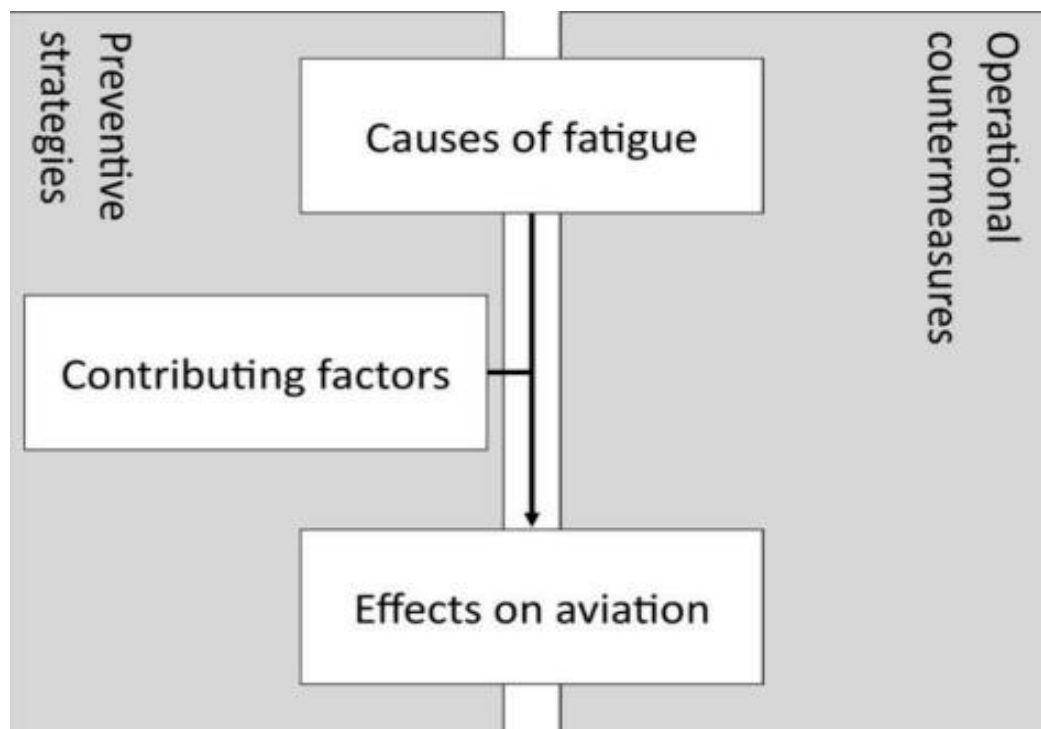 Preventive
strategies
Operational
countermeasures
Causes of fatigue
Contributing factors
Effects on aviation